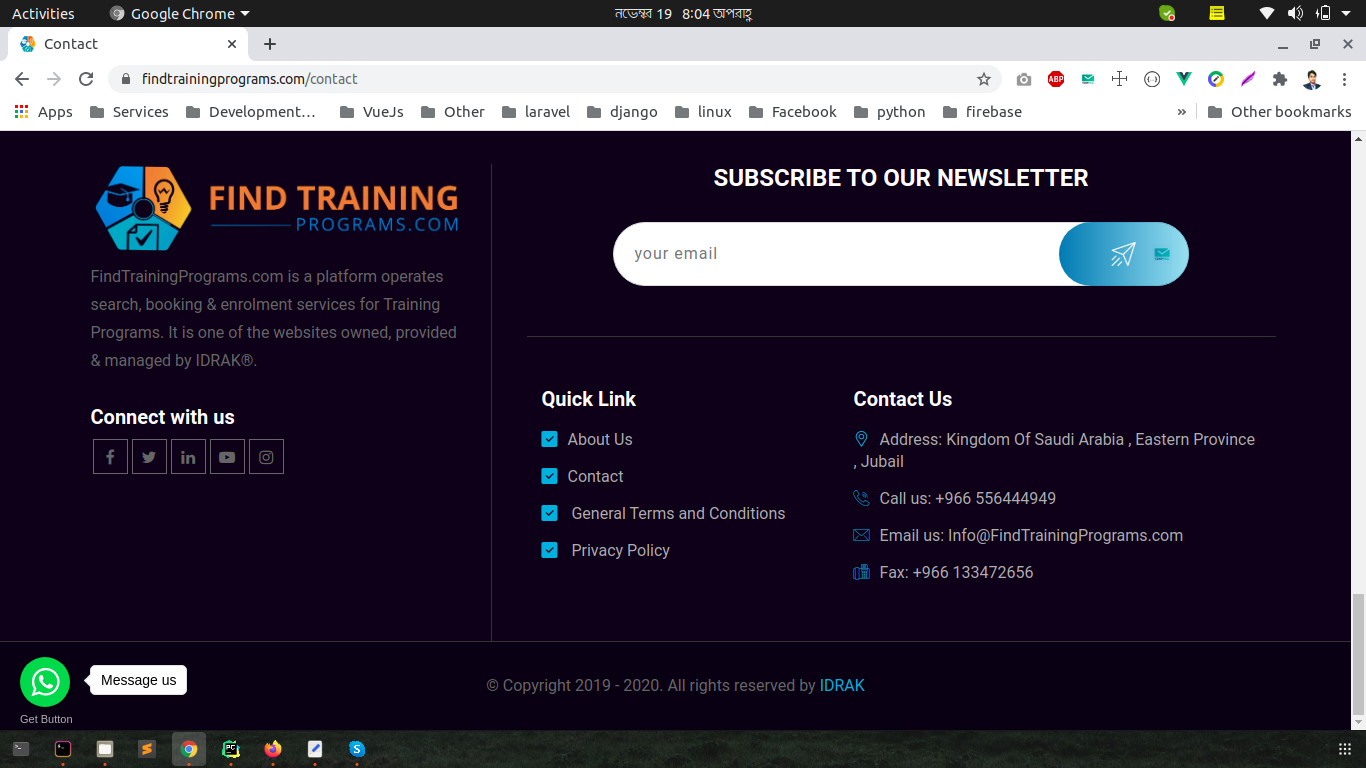 Activities
Google Chrome
নভেম্বর 19 8:04 অপরাহ্ণ
Contact
findtrainingprograms.com/contact
ABP
Apps
Services
Development…
VueJs
Other
laravel
django
linux
Facebook
python
firebase
»
Other bookmarks
FIND TRAINING
PROGRAMS.COM
FindTrainingPrograms.com is a platform operates
search, booking & enrolment services for Training
Programs. It is one of the websites owned, provided
& managed by IDRAK®.
Connect with us
SUBSCRIBE TO OUR NEWSLETTER
your email
Quick Link
About Us
Contact
General Terms and Conditions
Privacy Policy
Contact Us
Address: Kingdom Of Saudi Arabia , Eastern Province
, Jubail
Call us: +966 556444949
Email us: Info@FindTrainingPrograms.com
Fax: +966 133472656
Message us
Get Button
© Copyright 2019 - 2020. All rights reserved by IDRAK